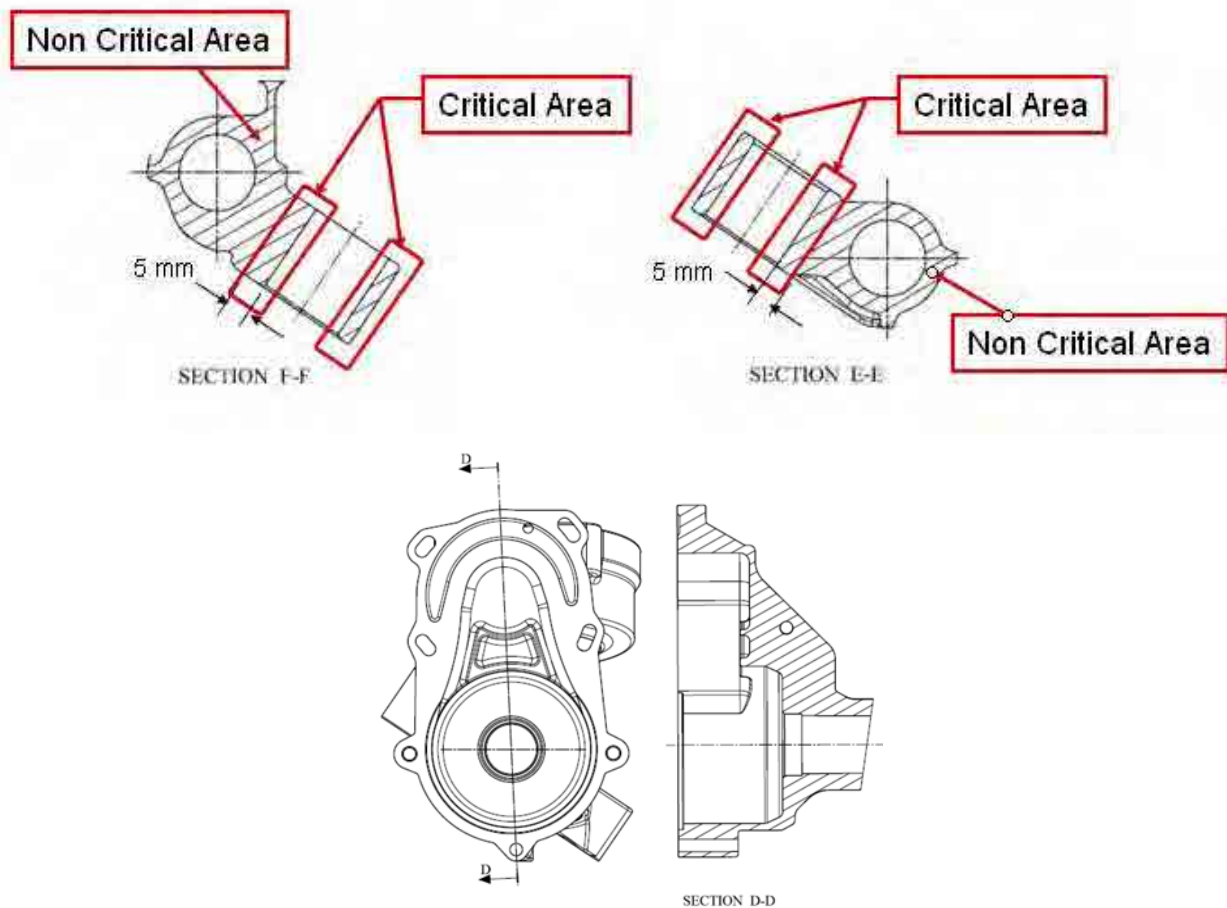 Non Critical Area
Critical Area
5 mm
SECTION F-F
Critical Area
5 mm
Non Critical Area
SECTION E-E
D
D
SECTION D-D